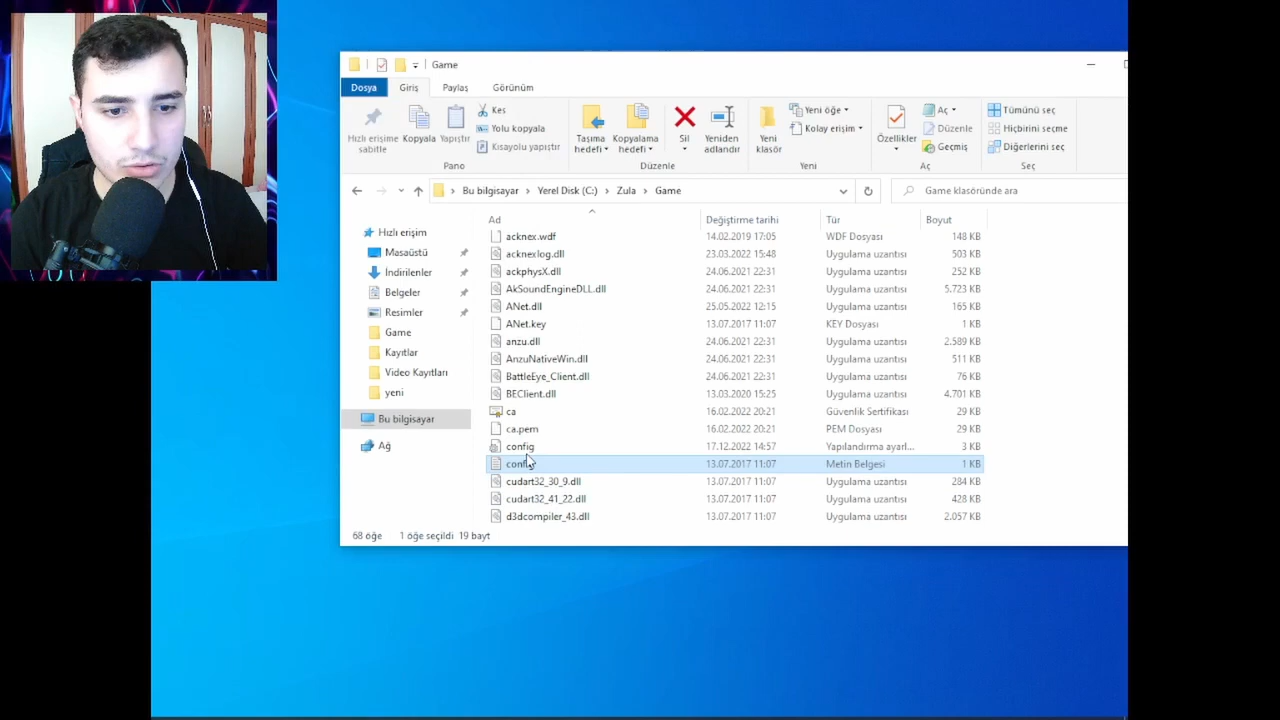 Game
Dosya Giriş Paylaş Görünüm
Hızlı erişime sabitle
Kopyala
Yapıştır
Kes
Yolu kopyala
Kısayolu yapıştır
Pano
Taşıma hedefi
Kopyalama hedefi
Sil
Yeniden adlandır
Düzenle
Yeni klasör
Yeni öğe
Kolay erişim
Yeni
Özellikler
Aç
Düzenle
Geçmiş
Aç
Tümünü seç
Hiçbirini seçme
Diğerlerini seç
Seç
Bu bilgisayar > Yerel Disk (C:) > Zula > Game
Game klasöründe ara
Hızlı erişim
Masaüstü
İndirilenler
Belgeler
Resimler
Game
Kayıtlar
Video Kayıtları
yeni
Bu bilgisayar
Ağ
Ad Değiştirme tarihi Tür Boyut
acknex.wdf 14.02.2019 17:05 WDF Dosyası 148 KB
acknexlog.dll 23.03.2022 15:48 Uygulama uzantısı 503 KB
ackphysX.dll 24.06.2021 22:31 Uygulama uzantısı 252 KB
AkSoundEngineDLL.dll 24.06.2021 22:31 Uygulama uzantısı 5.723 KB
ANet.dll 25.05.2022 12:15 Uygulama uzantısı 165 KB
ANet.key 13.07.2017 11:07 KEY Dosyası 1 KB
anzu.dll 24.06.2021 22:31 Uygulama uzantısı 2.589 KB
AnzuNativeWin.dll 24.06.2021 22:31 Uygulama uzantısı 511 KB
BattleEye_Client.dll 24.06.2021 22:31 Uygulama uzantısı 76 KB
BEClient.dll 13.03.2020 15:25 Uygulama uzantısı 4.701 KB
ca 16.02.2022 20:21 Güvenlik Sertifikası 29 KB
ca.pem 16.02.2022 20:21 PEM Dosyası 29 KB
config 17.12.2022 14:57 Yapılandırma ayarl... 3 KB
config 13.07.2017 11:07 Metin Belgesi 1 KB
cudart32_30_9.dll 13.07.2017 11:07 Uygulama uzantısı 284 KB
cudart32_41_22.dll 13.07.2017 11:07 Uygulama uzantısı 428 KB
d3dcompiler_43.dll 13.07.2017 11:07 Uygulama uzantısı 2.057 KB
68 öğe 1 öğe seçildi 19 bayt